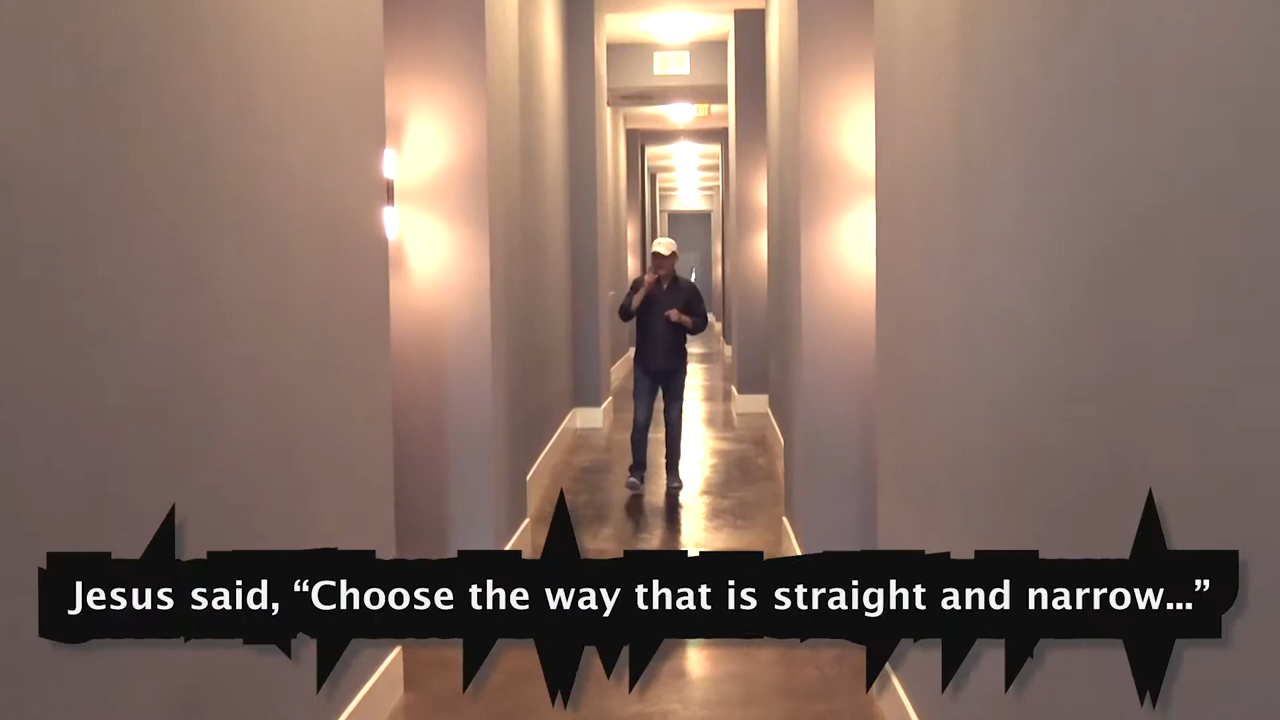 Jesus said, “Choose the way that is straight and narrow...”